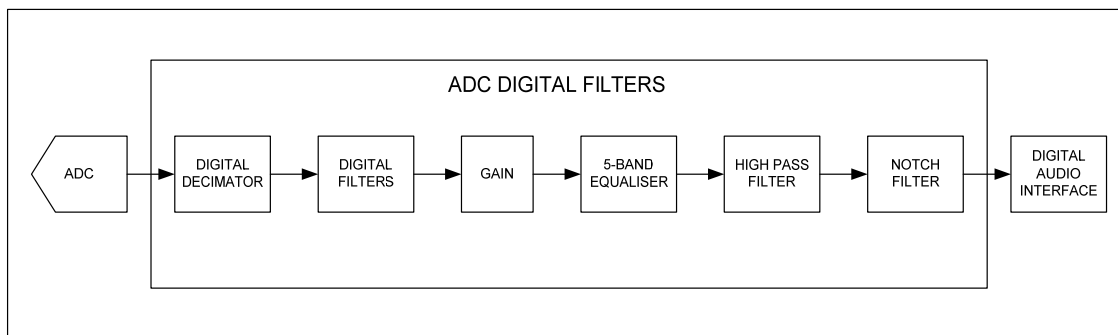 ADC DIGITAL FILTERS
ADC
DIGITAL
DECIMATOR
DIGITAL
FILTERS
GAIN
5-BAND
EQUALISER
HIGH PASS
FILTER
NOTCH
FILTER
DIGITAL
AUDIO
INTERFACE